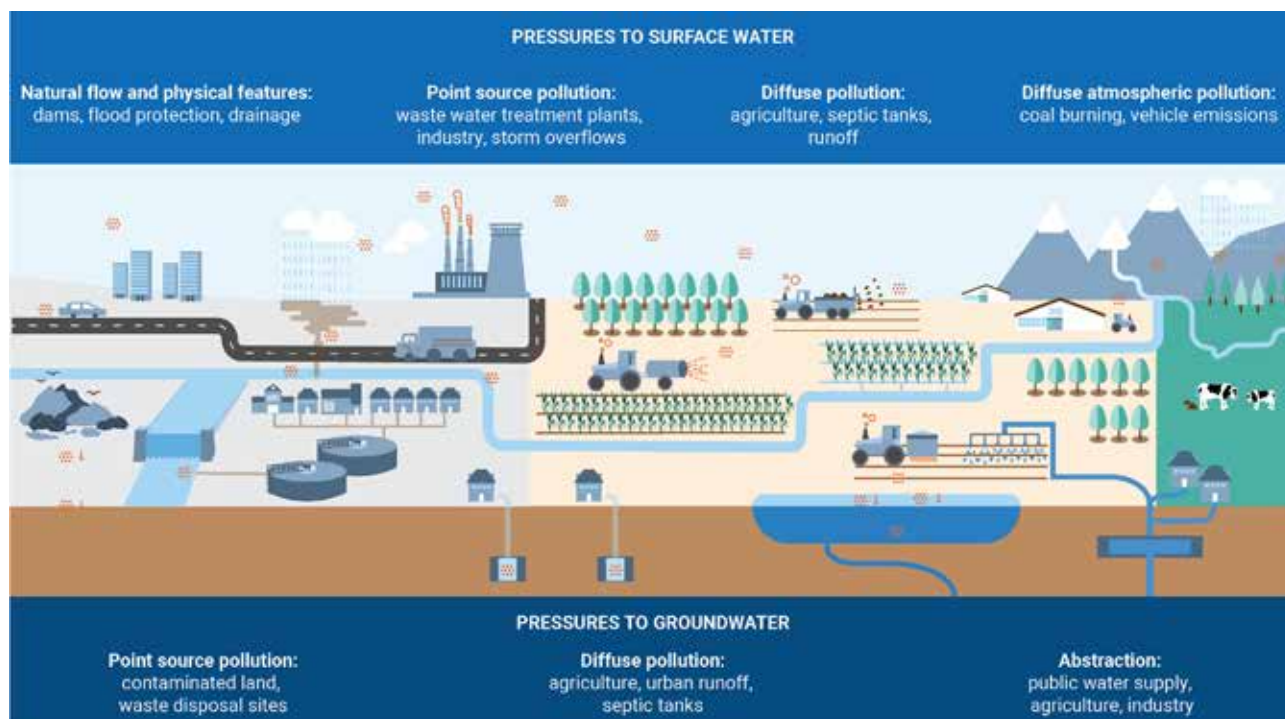 PRESSURES TO SURFACE WATER
Natural flow and physical features:
dams, flood protection, drainage
Point source pollution:
waste water treatment plants,
industry, storm overflows
Diffuse pollution:
agriculture, septic tanks,
runoff
Diffuse atmospheric pollution:
coal burning, vehicle emissions
PRESSURES TO GROUNDWATER
Point source pollution:
contaminated land,
waste disposal sites
Diffuse pollution:
agriculture, urban runoff,
septic tanks
Abstraction:
public water supply,
agriculture, industry